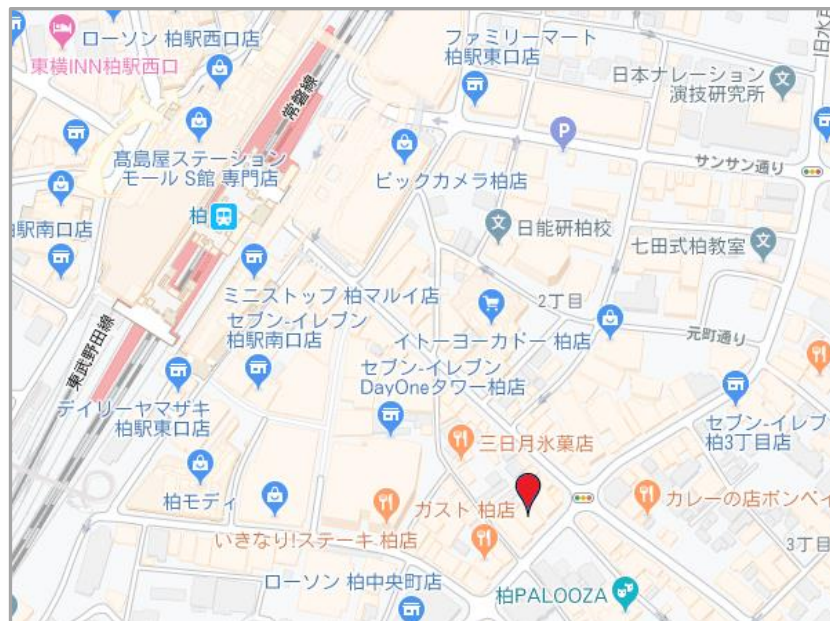 ローソン 柏駅西口店
東横INN柏駅西口
常磐線
ファミリーマート
柏駅東口店
日本ナレーション
演技研究所
旧水戸
髙島屋ステーション
モール S館 専門店
ビックカメラ柏店
サンサン通り
柏
柏駅南口店
日能研柏校
七田式柏教室
ミニストップ 柏マルイ店
2丁目
セブン-イレブン
柏駅南口店
イトーヨーカドー 柏店
元町通り
東武野田線
セブン-イレブン
DayOneタワー柏店
デイリーヤマザキ
柏駅東口店
セブン-イレブ
柏3丁目店
三日月氷菓店
柏モディ
ガスト 柏店
カレーの店ボンベイ
いきなり!ステーキ 柏店
3丁目
ローソン 柏中央町店
柏PALOOZA
P